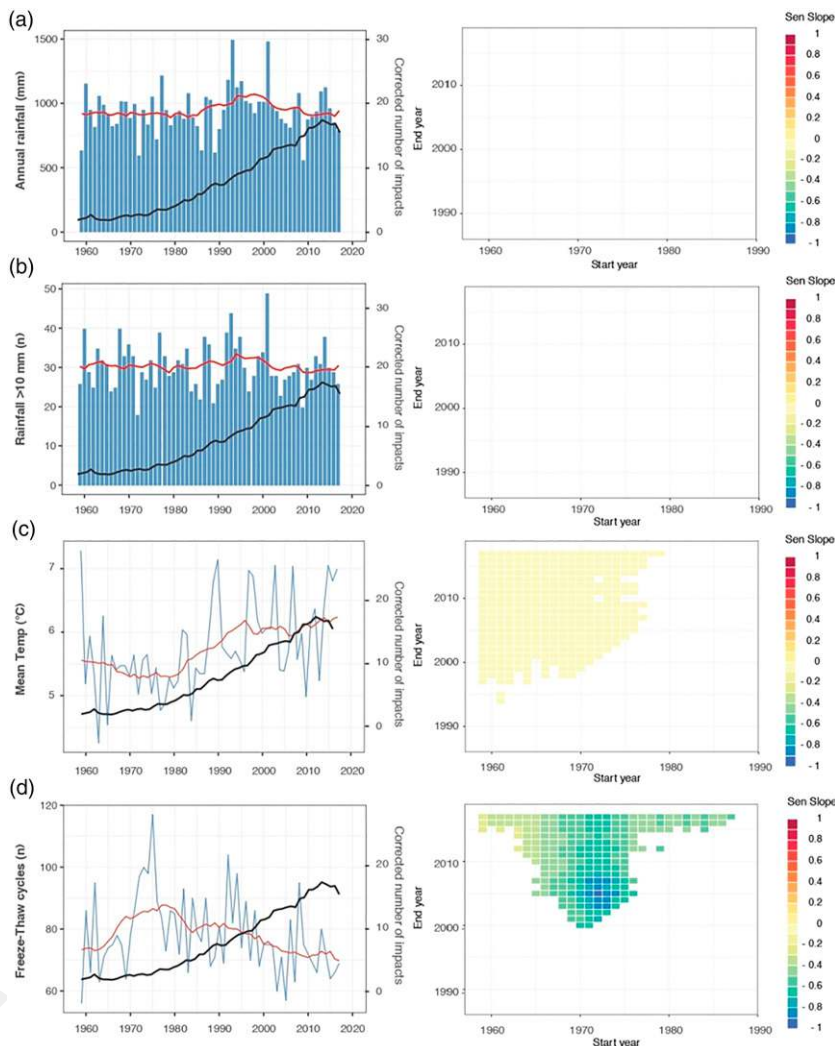 (a)
Annual rainfall (mm)
1500
1000
500
0
30
20
10
0
Corrected number of impacts
1960 1970 1980 1990 2000 2010 2020
End year
2010
2000
1990
1960 1970 1980 1990
Start year
Sen Slope
1
0.8
0.6
0.4
0.2
0
- 0.2
- 0.4
- 0.6
- 0.8
- 1
(b)
Rainfall >10 mm (n)
50
40
30
20
10
0
30
20
10
0
Corrected number of impacts
1960 1970 1980 1990 2000 2010 2020
End year
2010
2000
1990
1960 1970 1980 1990
Start year
Sen Slope
1
0.8
0.6
0.4
0.2
0
- 0.2
- 0.4
- 0.6
- 0.8
- 1
(c)
Mean Temp (°C)
7
6
5
20
10
0
Corrected number of impacts
1960 1970 1980 1990 2000 2010 2020
End year
2010
2000
1990
1960 1970 1980 1990
Start year
Sen Slope
1
0.8
0.6
0.4
0.2
0
- 0.2
- 0.4
- 0.6
- 0.8
- 1
(d)
Freeze-Thaw cycles (n)
120
100
80
60
20
10
0
Corrected number of impacts
1960 1970 1980 1990 2000 2010 2020
End year
2010
2000
1990
1960 1970 1980 1990
Start year
Sen Slope
1
0.8
0.6
0.4
0.2
0
- 0.2
- 0.4
- 0.6
- 0.8
- 1